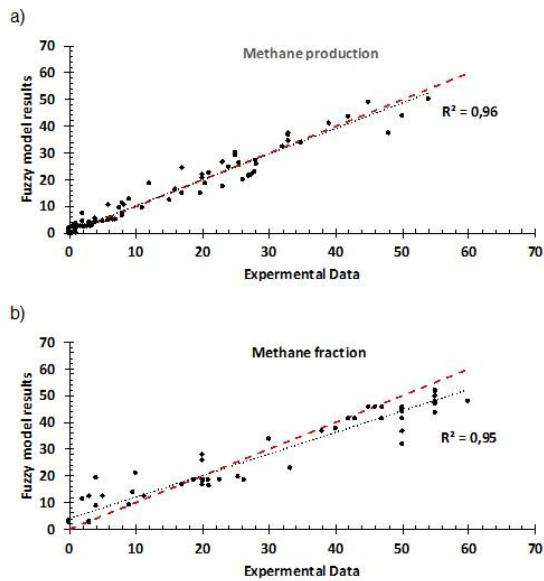 a)
Methane production
70
60
50
40
30
20
10
0
Fuzzy model results
R² = 0,96
0 10 20 30 40 50 60 70
Expermental Data
b)
Methane fraction
70
60
50
40
30
20
10
0
Fuzzy model results
R² = 0,95
0 10 20 30 40 50 60 70
Experimental Data